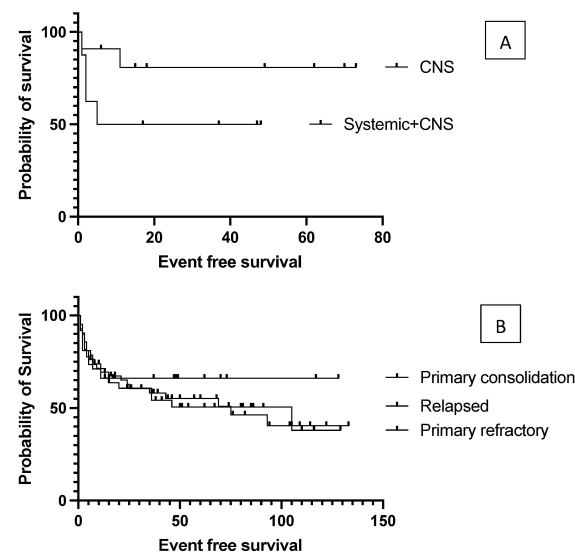 A
Probability of survival
100
50
0
CNS
Systemic+CNS
0 20 40 60 80
Event free survival
B
Probability of Survival
100
50
0
Primary consolidation
Relapsed
Primary refractory
0 50 100 150
Event free survival